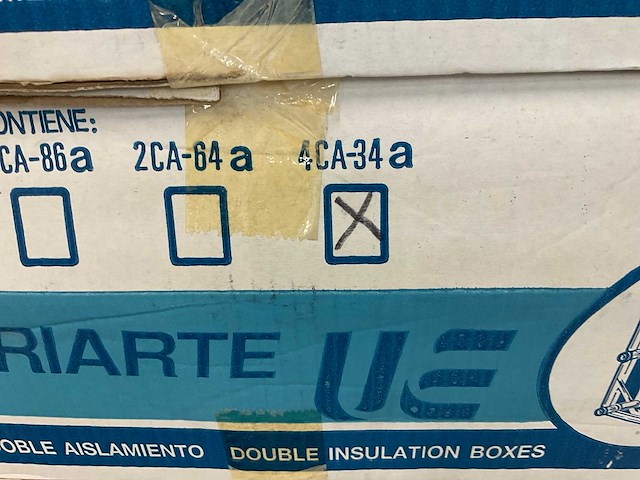 ONTIENE:
CA-86a 2CA-64a 4CA-34a
RIARTE UE
OBLE AISLAMIENTO DOUBLE INSULATION BOXES